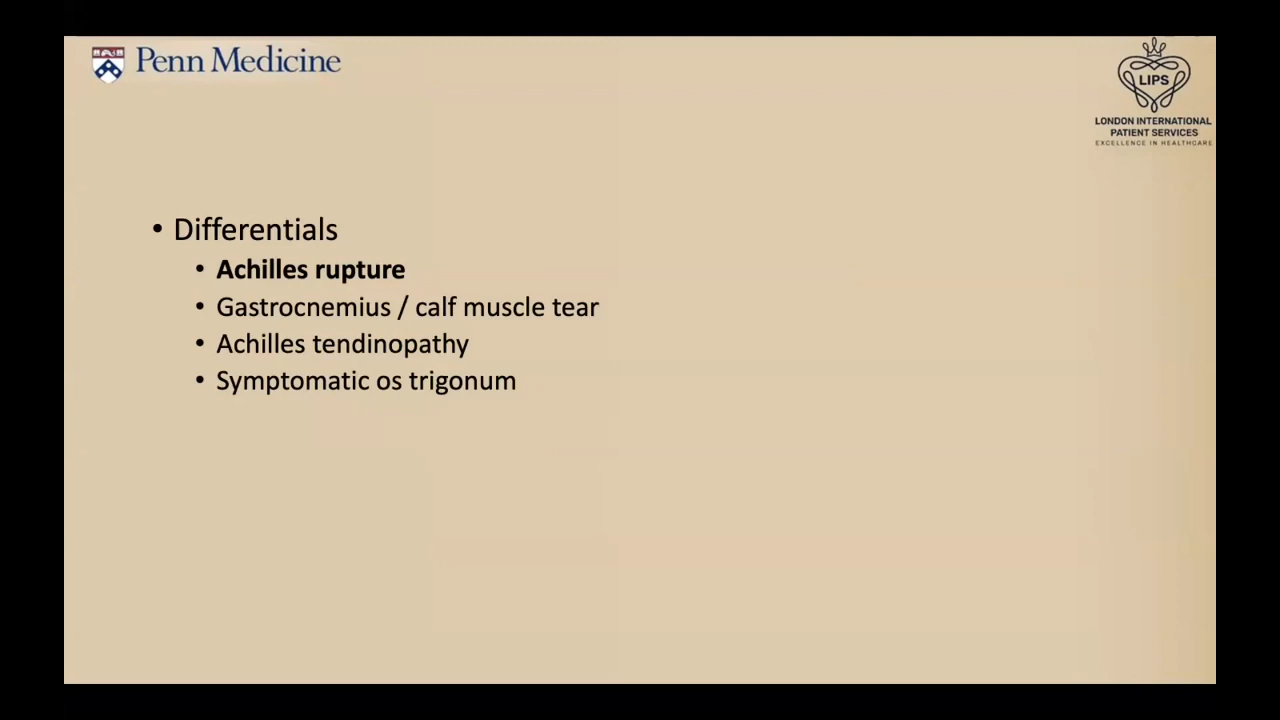 Penn Medicine
LIPS
LONDON INTERNATIONAL
PATIENT SERVICES
EXCELLENCE IN HEALTHCARE
• Differentials
• Achilles rupture
• Gastrocnemius / calf muscle tear
• Achilles tendinopathy
• Symptomatic os trigonum